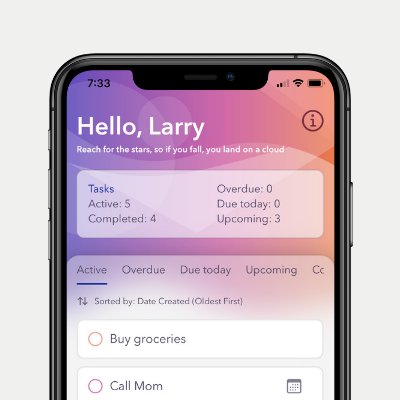 7:33
Hello, Larry
Reach for the stars, so if you fall, you land on a cloud
Tasks
Active: 5
Completed: 4
Overdue: 0
Due today: 0
Upcoming: 3
Active Overdue Due today Upcoming Co
Sorted by: Date Created (Oldest First)
Buy groceries
Call Mom